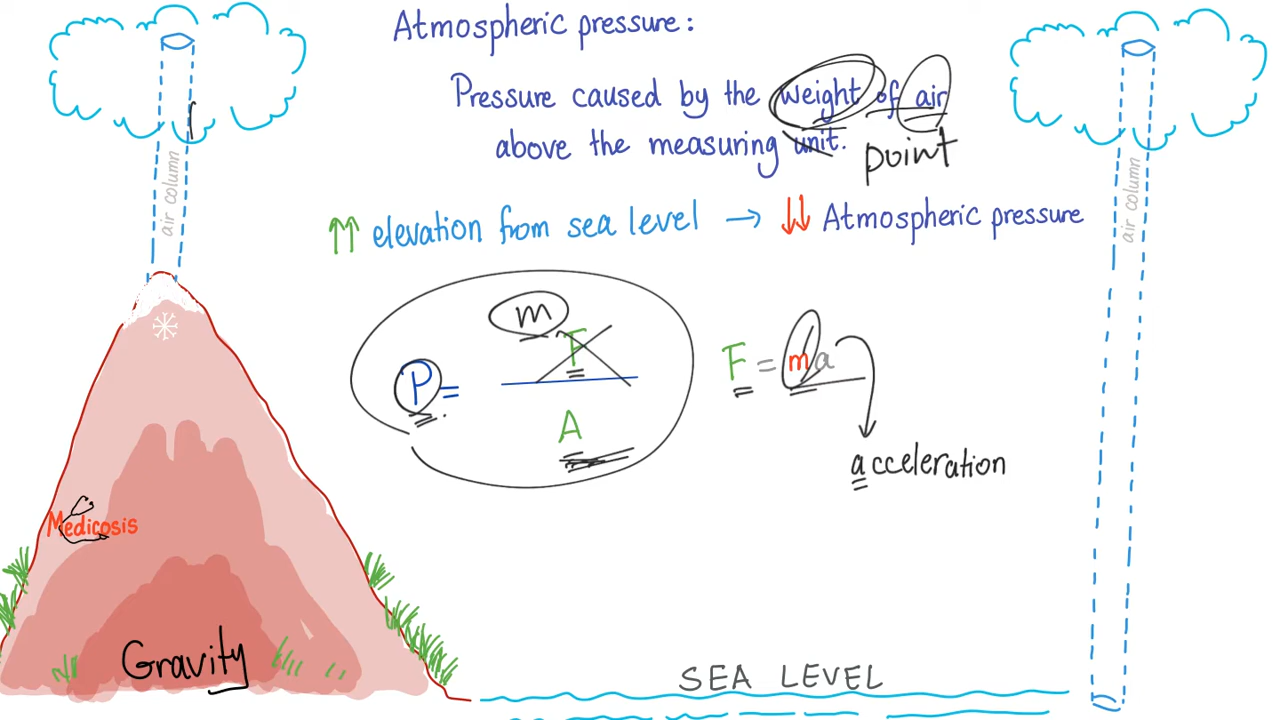 Atmospheric pressure:
Pressure caused by the weight of air
above the measuring unit.
point
↑↑ elevation from sea level → ↓↓ Atmospheric pressure
air column
air column
m
F
P =
A
F = ma
acceleration
Medicosis
Gravity
SEA LEVEL